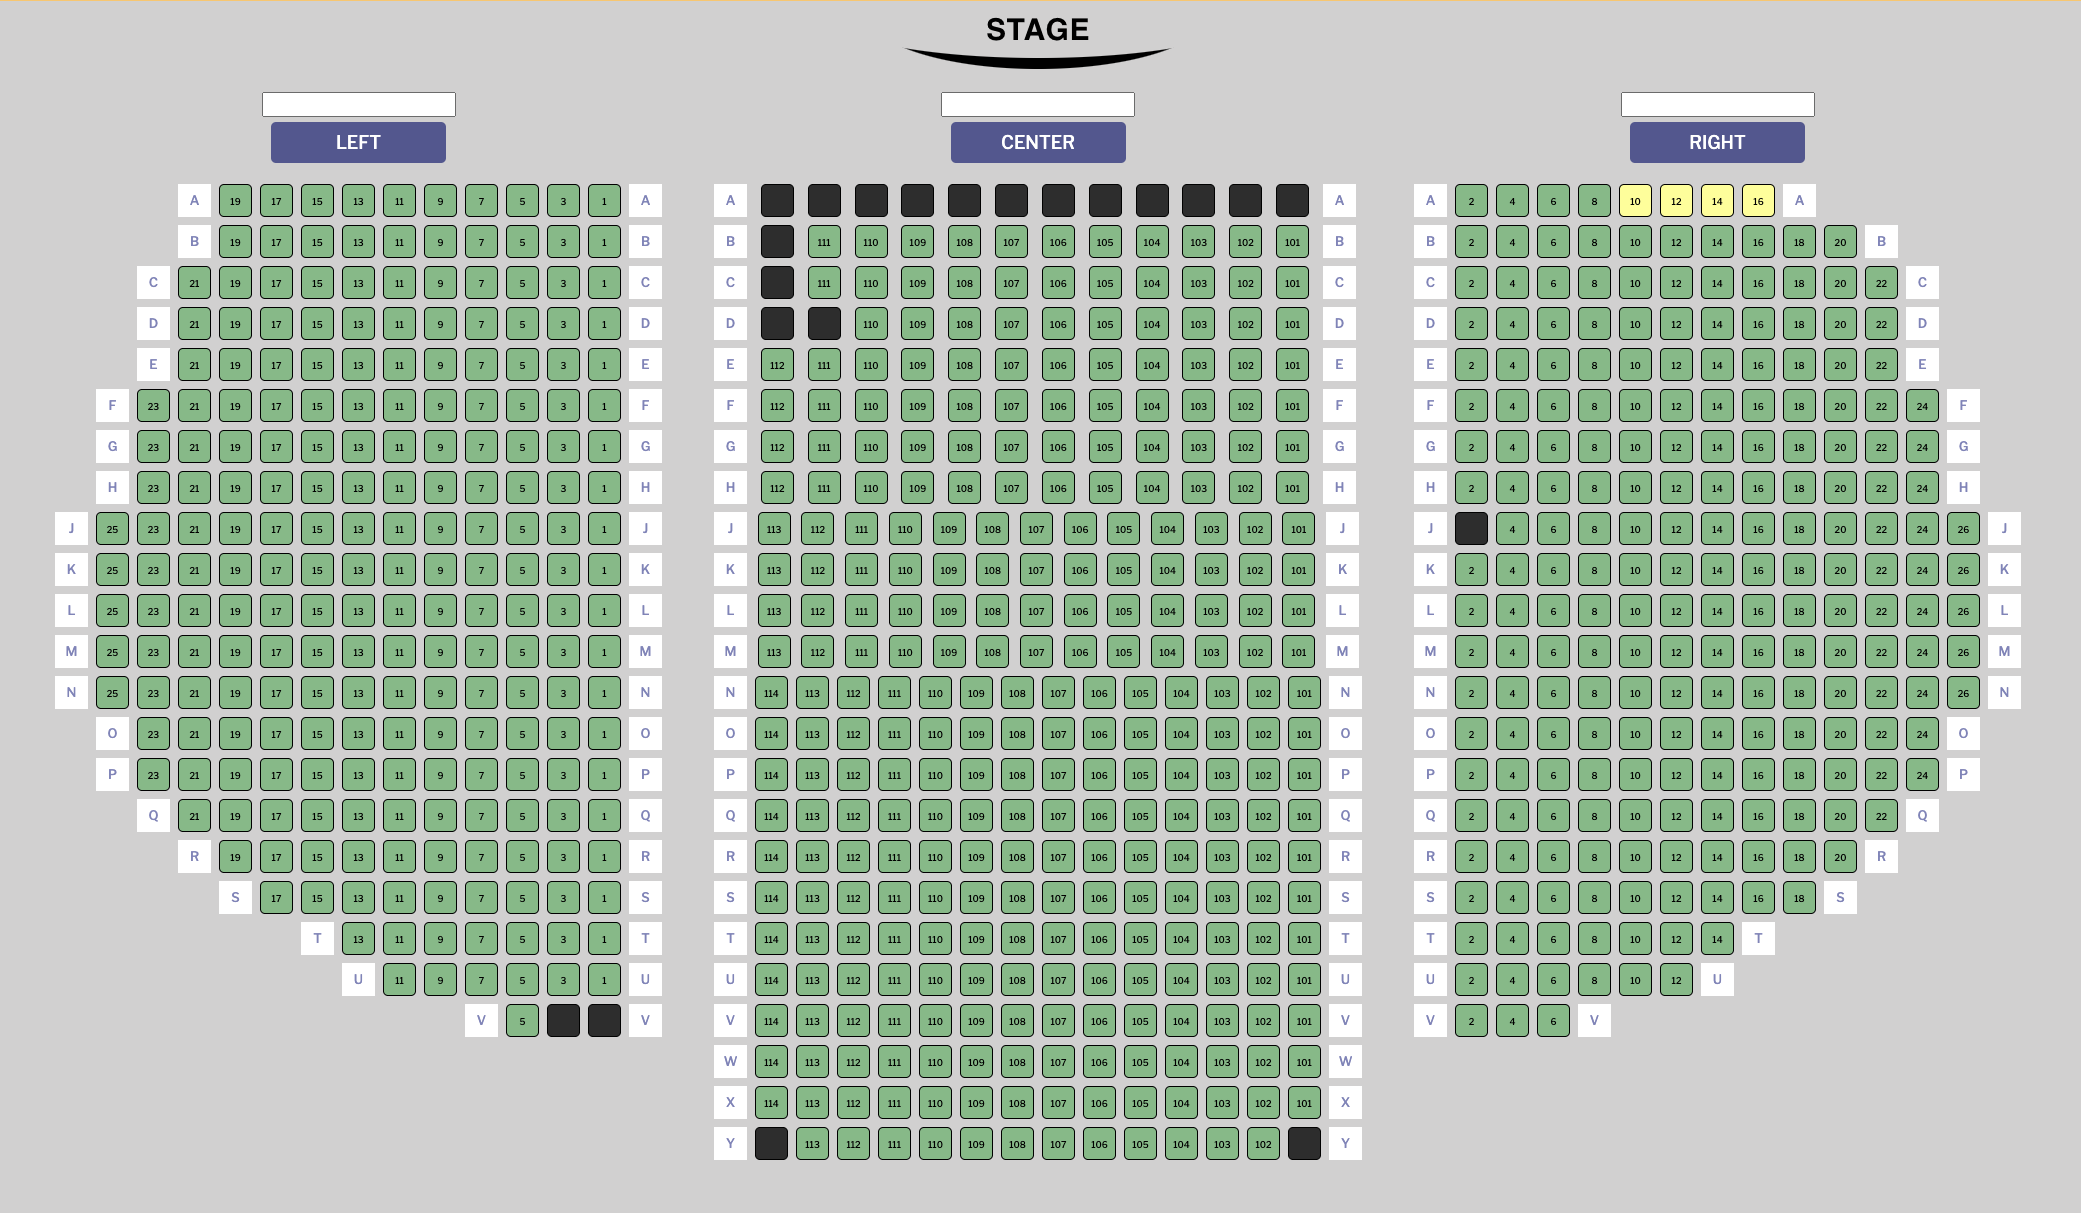 STAGE
LEFT CENTER RIGHT
A 19 17 15 13 11 9 7 5 3 1 A A A A 2 4 6 8 10 12 14 16 A
B 19 17 15 13 11 9 7 5 3 1 B B 111 110 109 108 107 106 105 104 103 102 101 B B 2 4 6 8 10 12 14 16 18 20 B
C 21 19 17 15 13 11 9 7 5 3 1 C C 111 110 109 108 107 106 105 104 103 102 101 C C 2 4 6 8 10 12 14 16 18 20 22 C
D 21 19 17 15 13 11 9 7 5 3 1 D D 110 109 108 107 106 105 104 103 102 101 D D 2 4 6 8 10 12 14 16 18 20 22 D
E 21 19 17 15 13 11 9 7 5 3 1 E E 112 111 110 109 108 107 106 105 104 103 102 101 E E 2 4 6 8 10 12 14 16 18 20 22 E
F 23 21 19 17 15 13 11 9 7 5 3 1 F F 112 111 110 109 108 107 106 105 104 103 102 101 F F 2 4 6 8 10 12 14 16 18 20 22 24 F
G 23 21 19 17 15 13 11 9 7 5 3 1 G G 112 111 110 109 108 107 106 105 104 103 102 101 G G 2 4 6 8 10 12 14 16 18 20 22 24 G
H 23 21 19 17 15 13 11 9 7 5 3 1 H H 112 111 110 109 108 107 106 105 104 103 102 101 H H 2 4 6 8 10 12 14 16 18 20 22 24 H
J 25 23 21 19 17 15 13 11 9 7 5 3 1 J J 113 112 111 110 109 108 107 106 105 104 103 102 101 J J 4 6 8 10 12 14 16 18 20 22 24 26 J
K 25 23 21 19 17 15 13 11 9 7 5 3 1 K K 113 112 111 110 109 108 107 106 105 104 103 102 101 K K 2 4 6 8 10 12 14 16 18 20 22 24 26 K
L 25 23 21 19 17 15 13 11 9 7 5 3 1 L L 113 112 111 110 109 108 107 106 105 104 103 102 101 L L 2 4 6 8 10 12 14 16 18 20 22 24 26 L
M 25 23 21 19 17 15 13 11 9 7 5 3 1 M M 113 112 111 110 109 108 107 106 105 104 103 102 101 M M 2 4 6 8 10 12 14 16 18 20 22 24 26 M
N 25 23 21 19 17 15 13 11 9 7 5 3 1 N N 114 113 112 111 110 109 108 107 106 105 104 103 102 101 N N 2 4 6 8 10 12 14 16 18 20 22 24 26 N
O 23 21 19 17 15 13 11 9 7 5 3 1 O O 114 113 112 111 110 109 108 107 106 105 104 103 102 101 O O 2 4 6 8 10 12 14 16 18 20 22 24 O
P 23 21 19 17 15 13 11 9 7 5 3 1 P P 114 113 112 111 110 109 108 107 106 105 104 103 102 101 P P 2 4 6 8 10 12 14 16 18 20 22 24 P
Q 21 19 17 15 13 11 9 7 5 3 1 Q Q 114 113 112 111 110 109 108 107 106 105 104 103 102 101 Q Q 2 4 6 8 10 12 14 16 18 20 22 Q
R 19 17 15 13 11 9 7 5 3 1 R R 114 113 112 111 110 109 108 107 106 105 104 103 102 101 R R 2 4 6 8 10 12 14 16 18 20 R
S 17 15 13 11 9 7 5 3 1 S S 114 113 112 111 110 109 108 107 106 105 104 103 102 101 S S 2 4 6 8 10 12 14 16 18 S
T 13 11 9 7 5 3 1 T T 114 113 112 111 110 109 108 107 106 105 104 103 102 101 T T 2 4 6 8 10 12 14 T
U 11 9 7 5 3 1 U U 114 113 112 111 110 109 108 107 106 105 104 103 102 101 U U 2 4 6 8 10 12 U
V 5 V V 114 113 112 111 110 109 108 107 106 105 104 103 102 101 V V 2 4 6 V
W 114 113 112 111 110 109 108 107 106 105 104 103 102 101 W
X 114 113 112 111 110 109 108 107 106 105 104 103 102 101 X
Y 113 112 111 110 109 108 107 106 105 104 103 102 Y